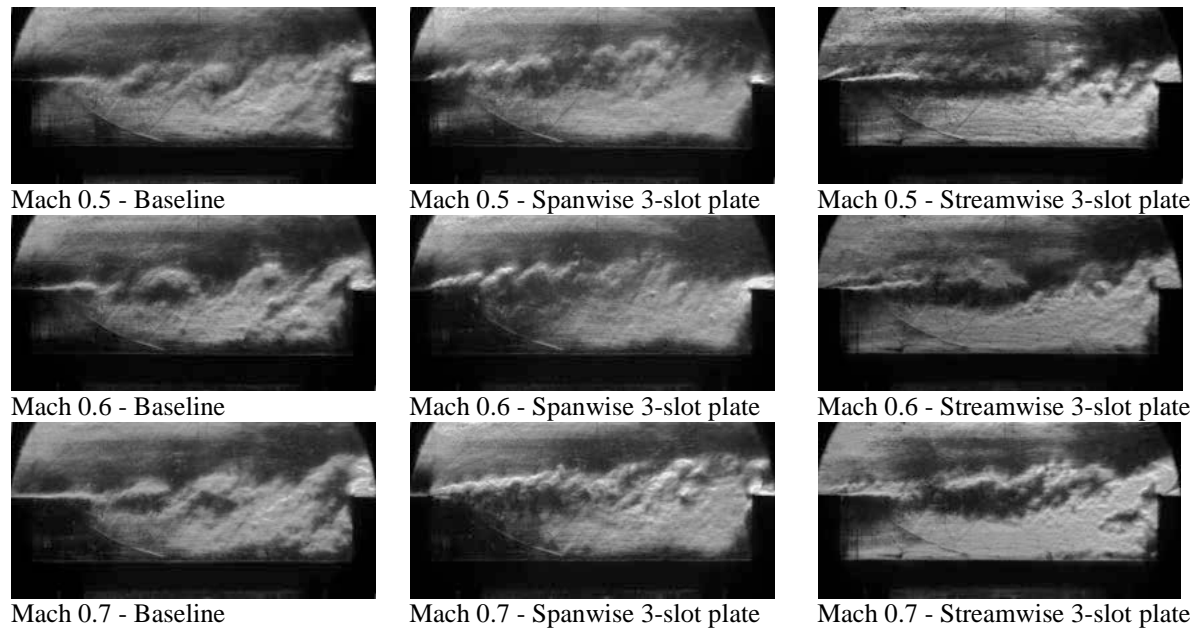 Mach 0.5 - Baseline
Mach 0.5 - Spanwise 3-slot plate
Mach 0.5 - Streamwise 3-slot plate
Mach 0.6 - Baseline
Mach 0.6 - Spanwise 3-slot plate
Mach 0.6 - Streamwise 3-slot plate
Mach 0.7 - Baseline
Mach 0.7 - Spanwise 3-slot plate
Mach 0.7 - Streamwise 3-slot plate